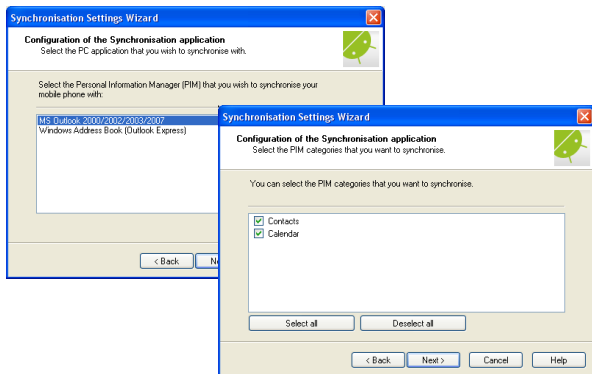 Synchronisation Settings Wizard
Configuration of the Synchronisation application
Select the PC application that you wish to synchronise with.
Select the Personal Information Manager (PIM) that you wish to synchronise your
mobile phone with:
MS Outlook 2000/2002/2003/2007
Windows Address Book (Outlook Express)
< Back
Synchronisation Settings Wizard
Configuration of the Synchronisation application
Select the PIM categories that you want to synchronise.
You can select the PIM categories that you want to synchronise.
Contacts
Calendar
Select all
Deselect all
< Back
Next >
Cancel
Help